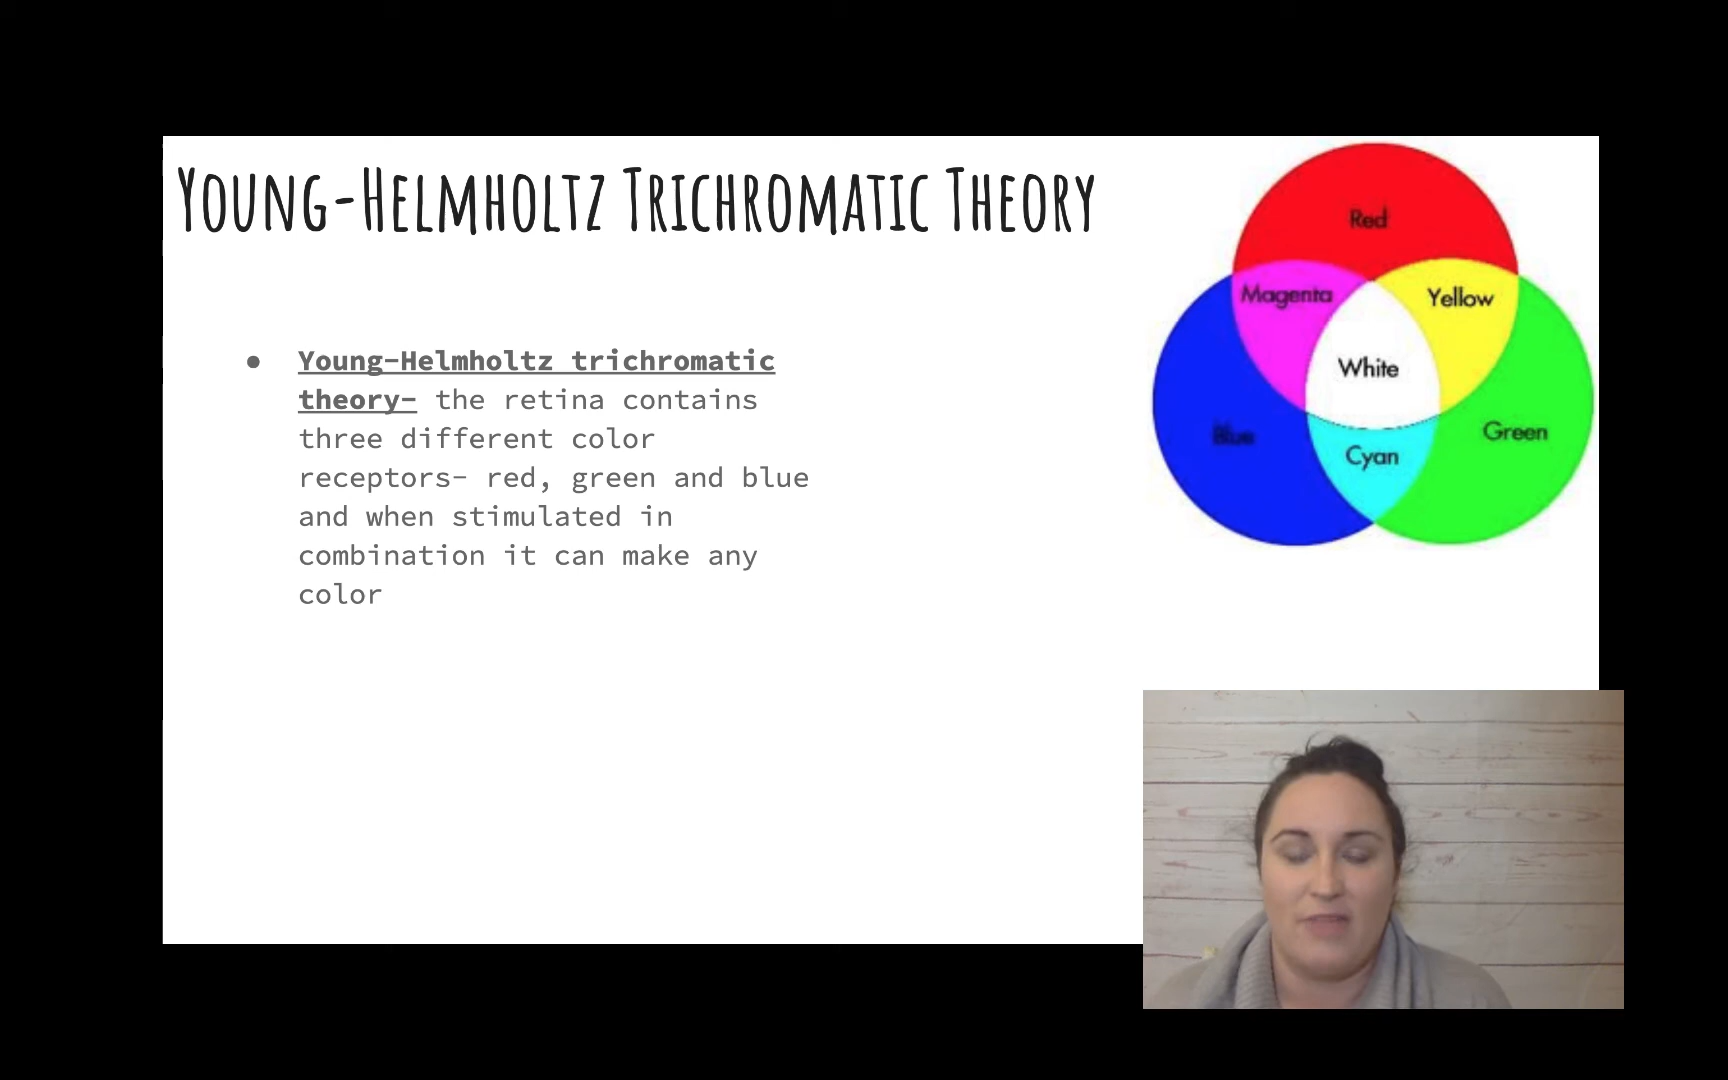 YOUNG-HELMHOLTZ TRICHROMATIC THEORY
● Young-Helmholtz trichromatic
theory- the retina contains
three different color
receptors- red, green and blue
and when stimulated in
combination it can make any
color
Red
Magenta
Yellow
White
Blue
Green
Cyan